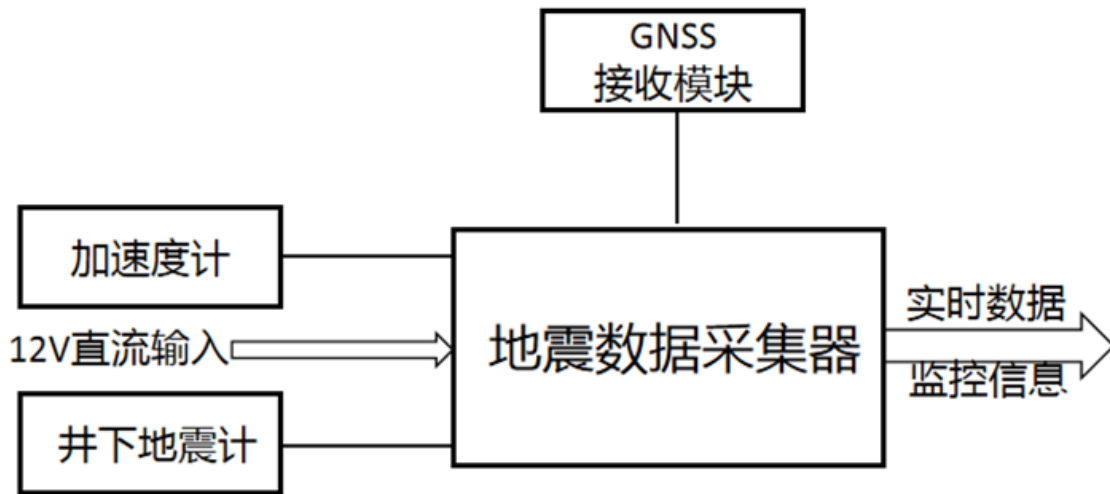 GNSS
接收模块
加速度计
12V直流输入
井下地震计
地震数据采集器
实时数据
监控信息